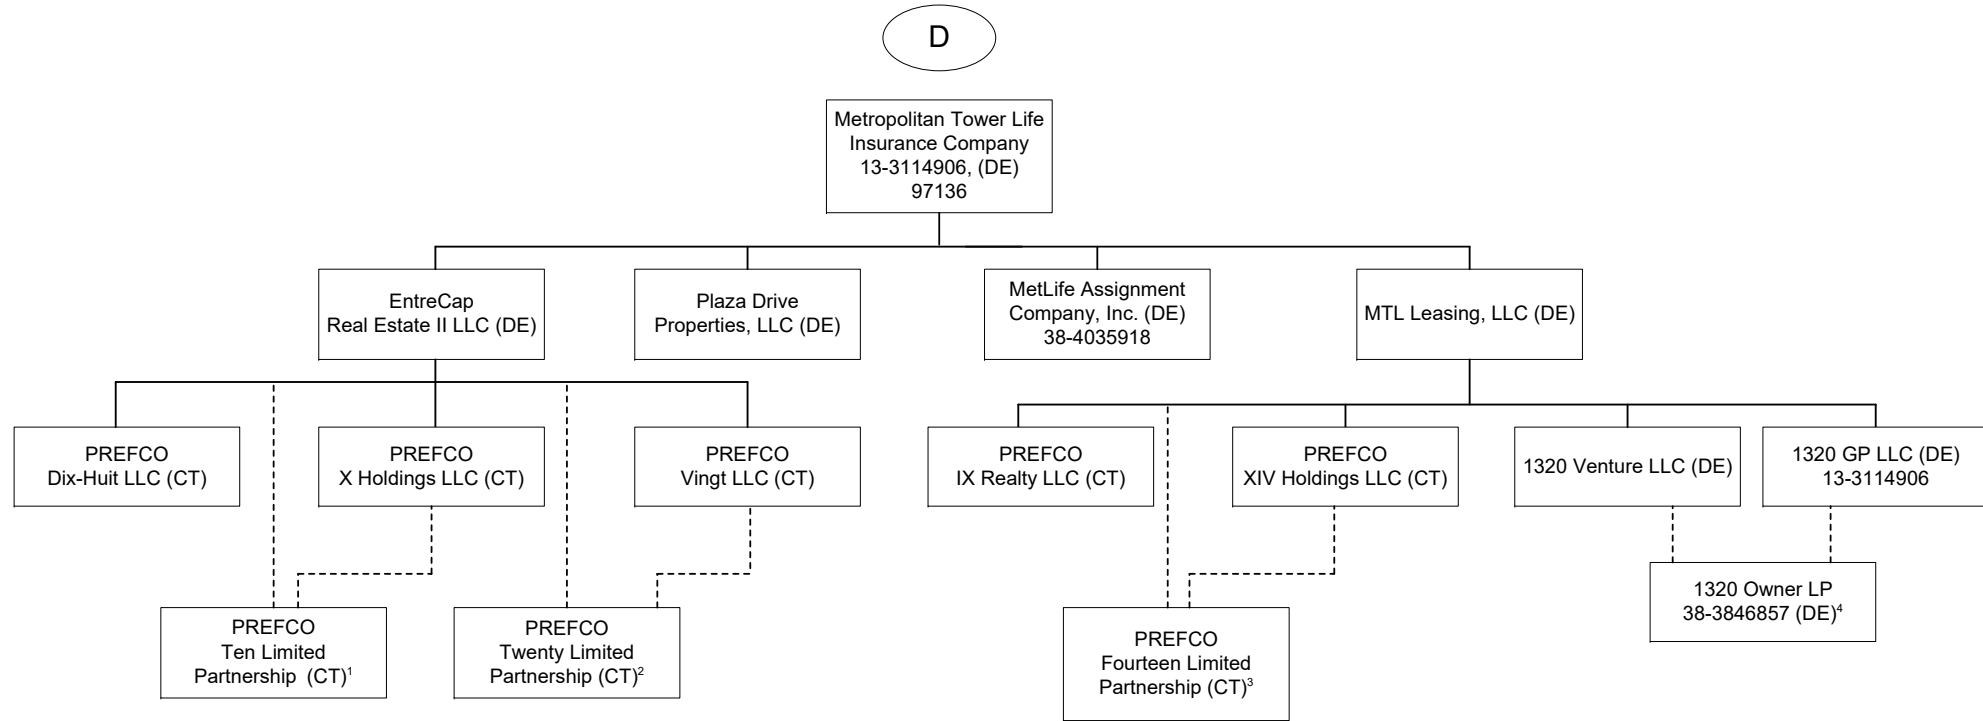 D
Metropolitan Tower Life
Insurance Company
13-3114906, (DE)
97136
EntreCap
Real Estate II LLC (DE)
Plaza Drive
Properties, LLC (DE)
MetLife Assignment
Company, Inc. (DE)
38-4035918
MTL Leasing, LLC (DE)
PREFCO
Dix-Huit LLC (CT)
PREFCO
X Holdings LLC (CT)
PREFCO
Vingt LLC (CT)
PREFCO
IX Realty LLC (CT)
PREFCO
XIV Holdings LLC (CT)
1320 Venture LLC (DE)
1320 GP LLC (DE)
13-3114906
PREFCO
Ten Limited
Partnership (CT)¹
PREFCO
Twenty Limited
Partnership (CT)²
PREFCO
Fourteen Limited
Partnership (CT)³
1320 Owner LP
38-3846857 (DE)⁴